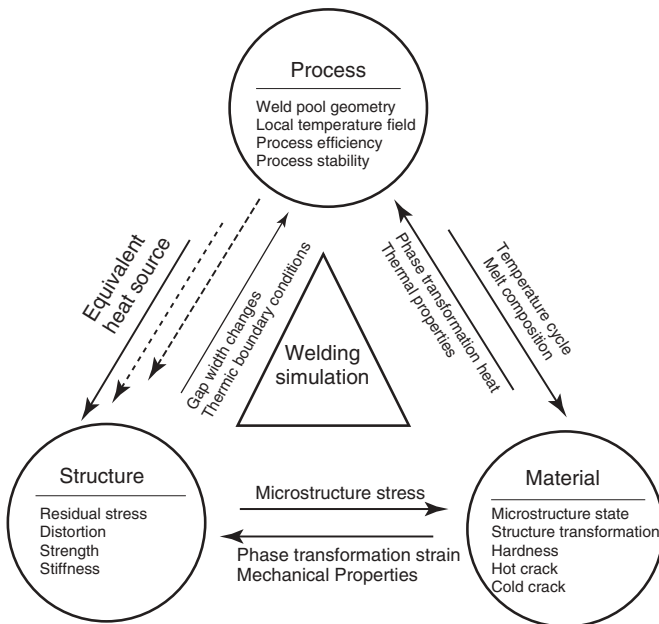 Process
Weld pool geometry
Local temperature field
Process efficiency
Process stability
Equivalent
heat source
Gap width changes
Thermic boundary conditions
Phase transformation heat
Thermal properties
Temperature cycle
Melt composition
Welding
simulation
Structure
Residual stress
Distortion
Strength
Stiffness
Microstructure stress
Phase transformation strain
Mechanical Properties
Material
Microstructure state
Structure transformation
Hardness
Hot crack
Cold crack